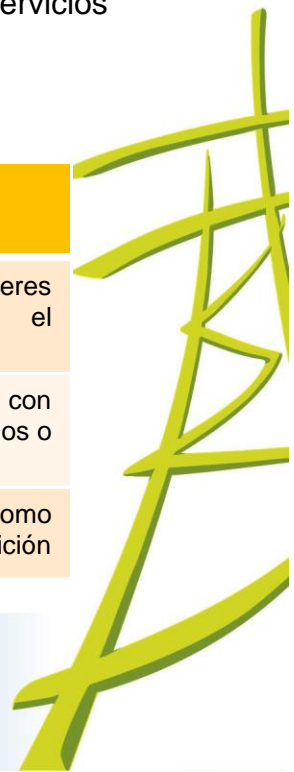 ervicios
eres
el
con
os o
omo
ición